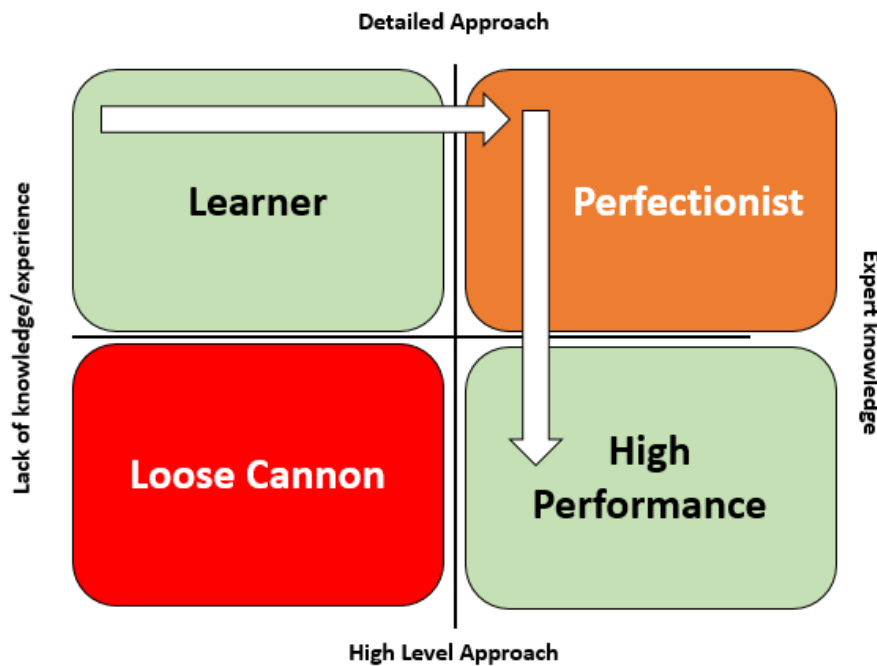 Detailed Approach
Learner
Perfectionist
Lack of knowledge/experience
Expert knowledge
Loose Cannon
High
Performance
High Level Approach